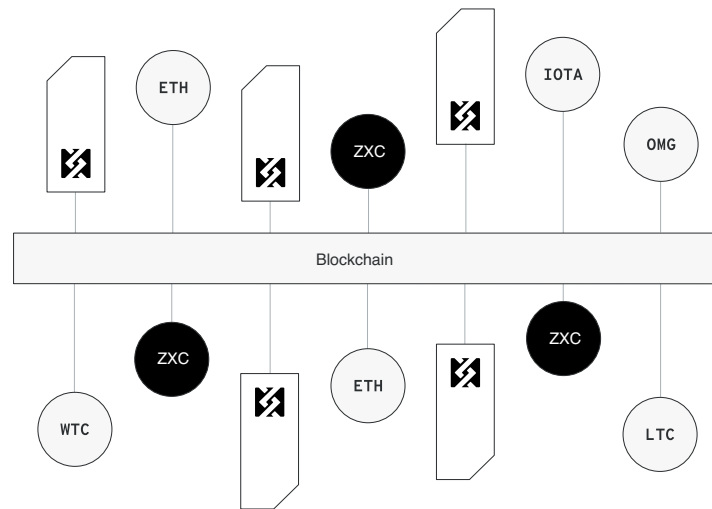 ETH
ZXC
IOTA
OMG
Blockchain
WTC
ZXC
ETH
ZXC
LTC